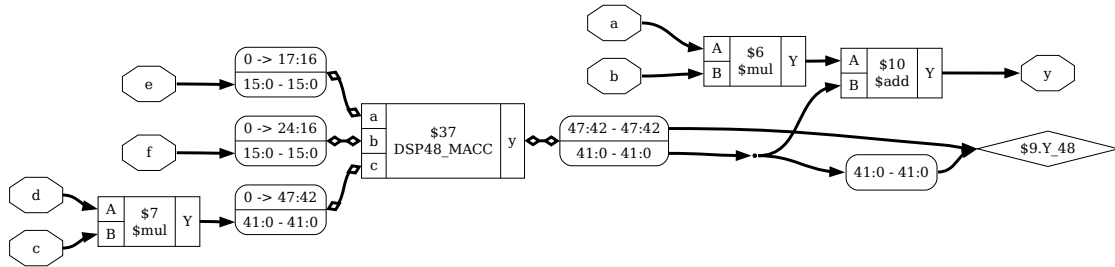 a
b
A
B
$6
$mul
Y
A
B
$10
$add
Y
y
e
0 -> 17:16
15:0 - 15:0
f
0 -> 24:16
15:0 - 15:0
a
b
c
$37
DSP48_MACC
y
47:42 - 47:42
41:0 - 41:0
41:0 - 41:0
$9.Y_48
d
c
A
B
$7
$mul
Y
0 -> 47:42
41:0 - 41:0